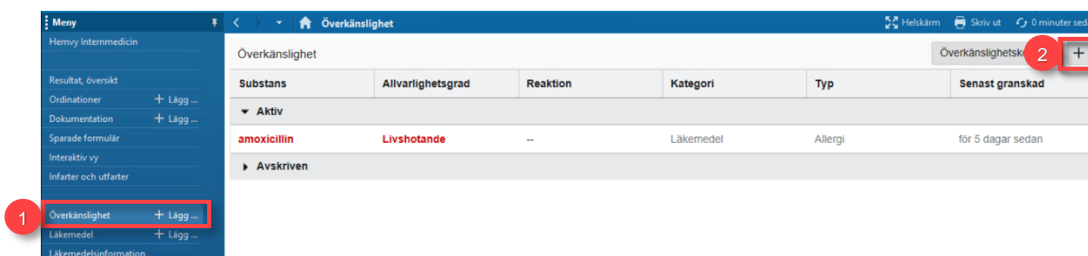 Meny
Överkänslighet
Helskärm
Skriv ut
0 minuter sed
Hemvy Internmedicin
Resultat, översikt
Ordinationer + Lägg ...
Dokumentation + Lägg ...
Sparade formulär
Interaktiv vy
Infarter och utfarter
1
Överkänslighet + Lägg ...
Läkemedel + Lägg ...
Läkemedelsinformation
Överkänslighet
Överkänslighetsk
2
+
Substans Allvarlighetsgrad Reaktion Kategori Typ Senast granskad
Aktiv
amoxicillin Livshotande -- Läkemedel Allergi för 5 dagar sedan
Avskriven